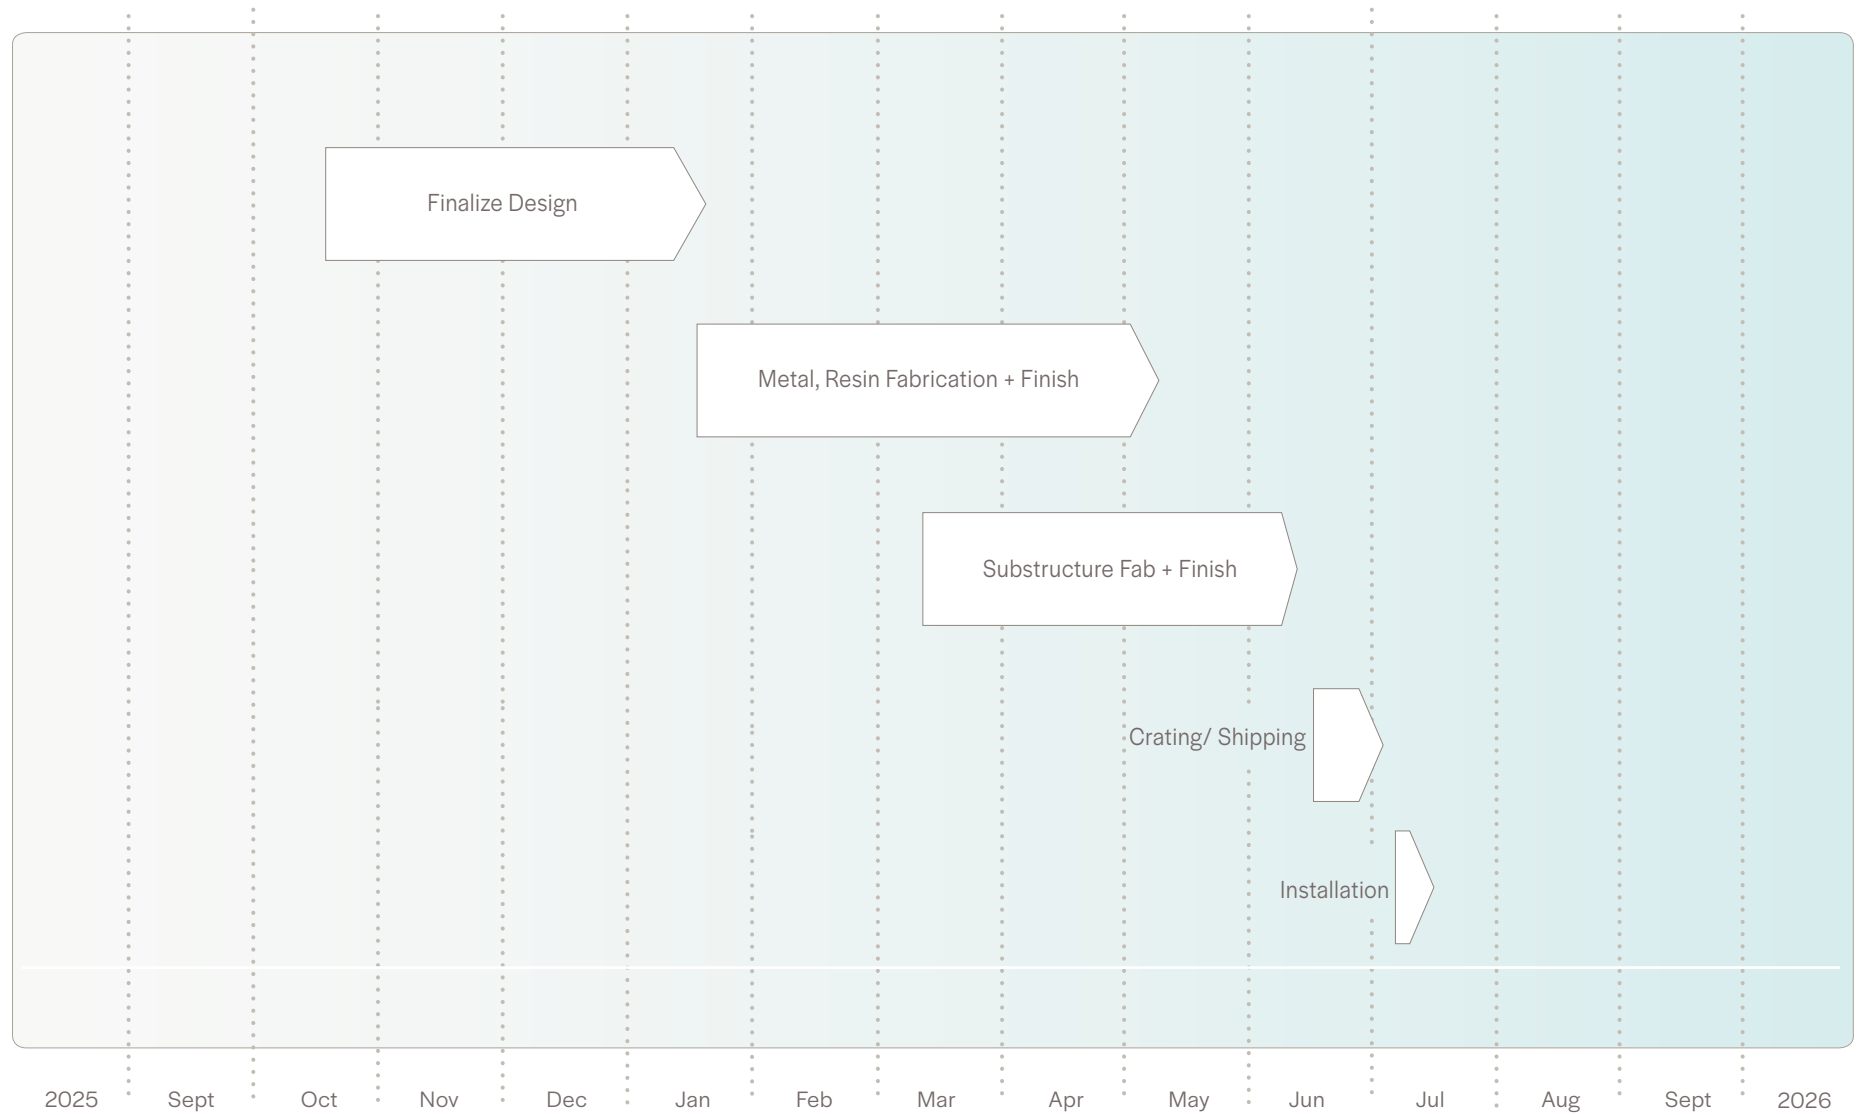 Finalize Design
Metal, Resin Fabrication + Finish
Substructure Fab + Finish
Crating/ Shipping
Installation
2025 Sept Oct Nov Dec Jan Feb Mar Apr May Jun Jul Aug Sept 2026